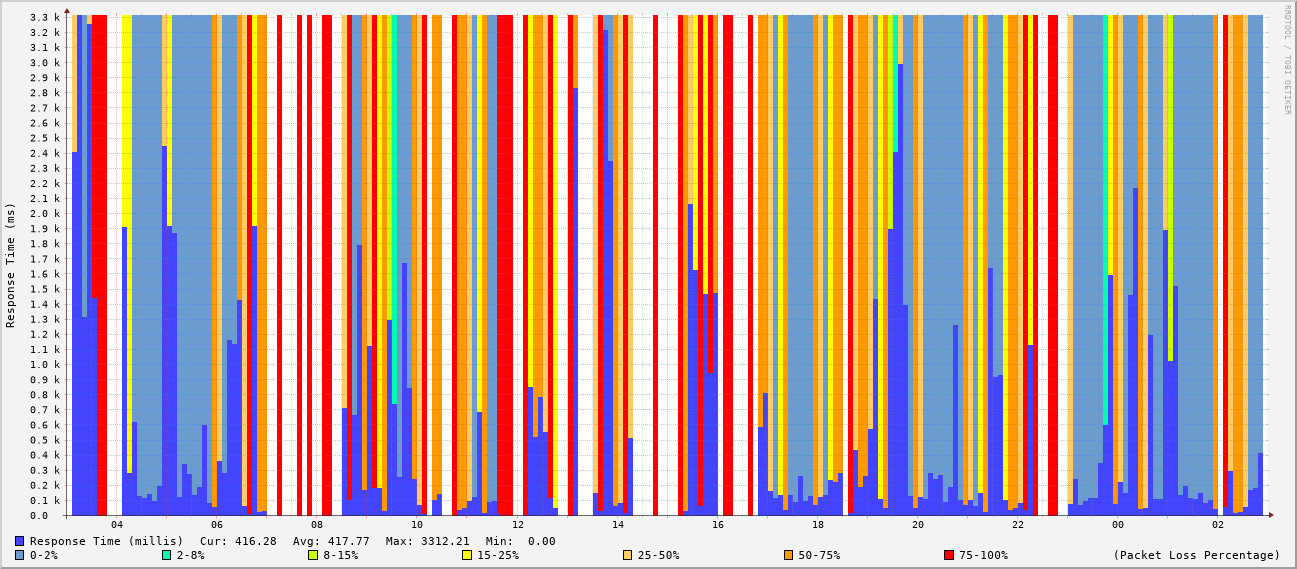 RRDTOOL / TOBI OETIKER
Response Time (ms)
3.3 k
3.2 k
3.1 k
3.0 k
2.9 k
2.8 k
2.7 k
2.6 k
2.5 k
2.4 k
2.3 k
2.2 k
2.1 k
2.0 k
1.9 k
1.8 k
1.7 k
1.6 k
1.5 k
1.4 k
1.3 k
1.2 k
1.1 k
1.0 k
0.9 k
0.8 k
0.7 k
0.6 k
0.5 k
0.4 k
0.3 k
0.2 k
0.1 k
0.0
04 06 08 10 12 14 16 18 20 22 00 02
Response Time (millis) Cur: 416.28 Avg: 417.77 Max: 3312.21 Min: 0.00
0-2% 2-8% 8-15% 15-25% 25-50% 50-75% 75-100% (Packet Loss Percentage)